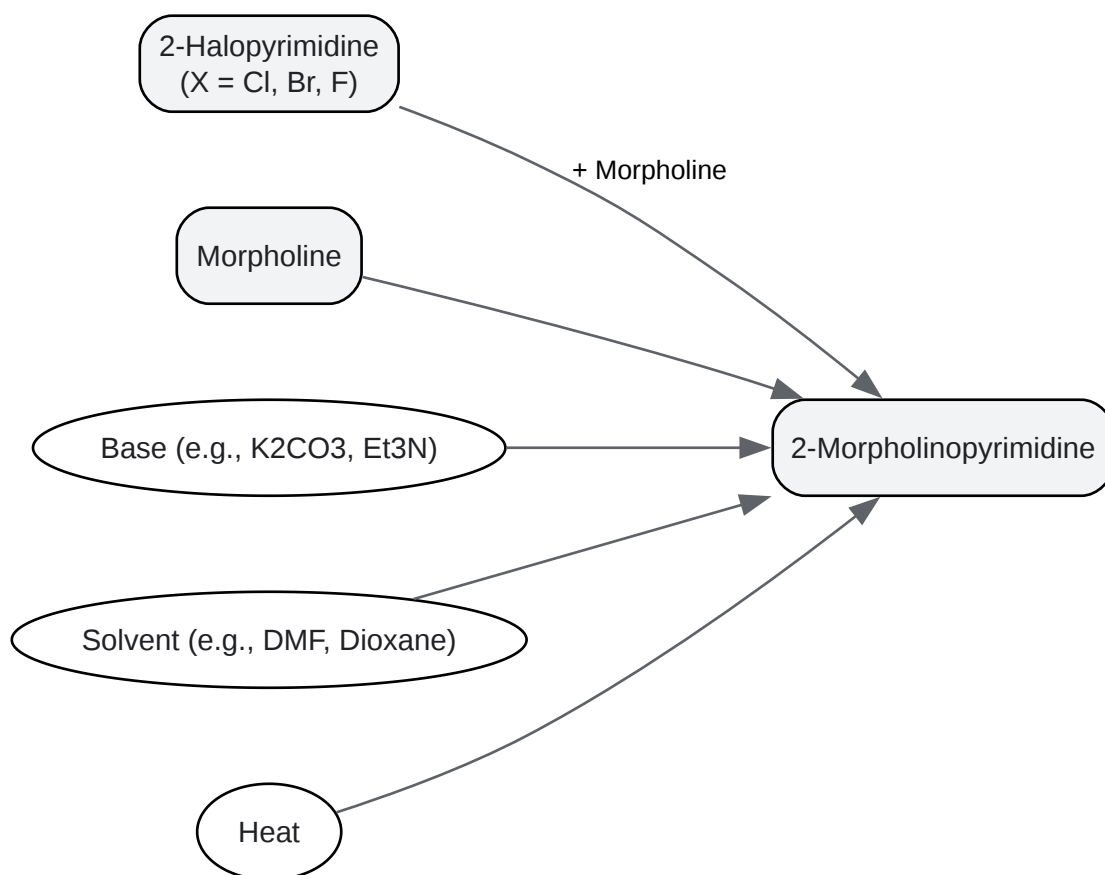 2-Halopyrimidine
(X = Cl, Br, F)
+ Morpholine
Morpholine
Base (e.g., K2CO3, Et3N)
2-Morpholinopyrimidine
Solvent (e.g., DMF, Dioxane)
Heat